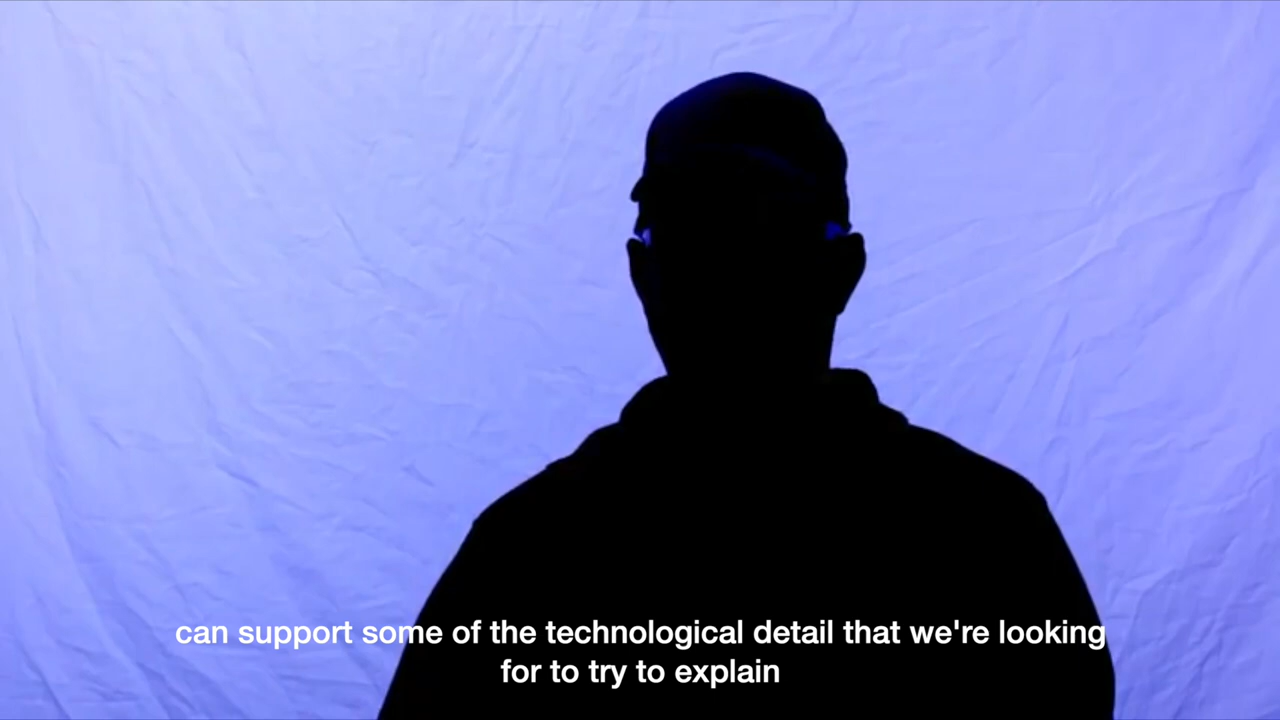 can support some of the technological detail that we're looking
for to try to explain